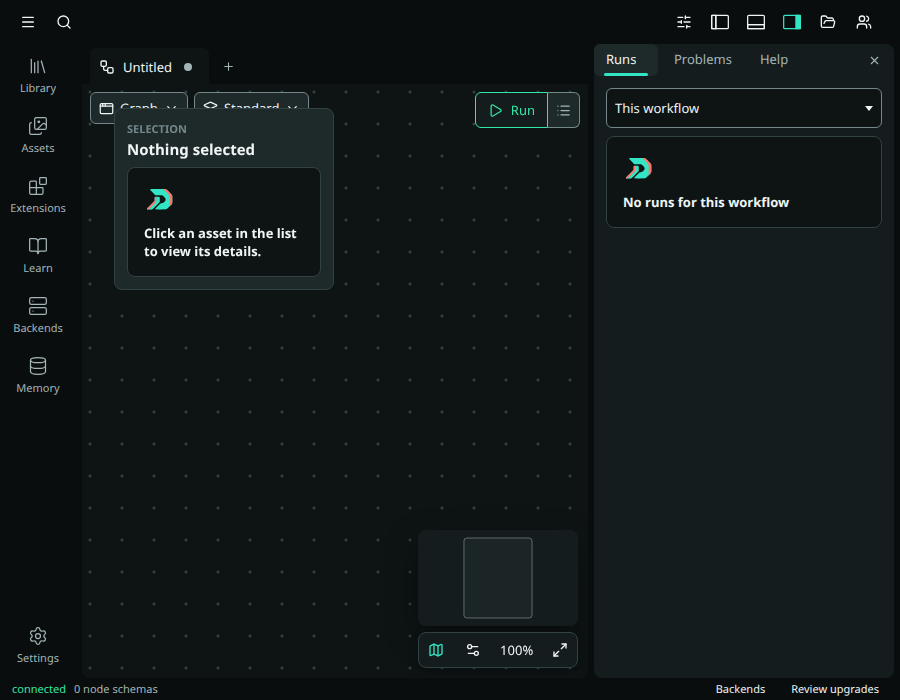 Untitled
Runs
Problems
Help
Library
Assets
Extensions
Learn
Backends
Memory
Settings
Graph
Standard
Run
SELECTION
Nothing selected
Click an asset in the list
to view its details.
This workflow
No runs for this workflow
100%
connected
0 node schemas
Backends
Review upgrades